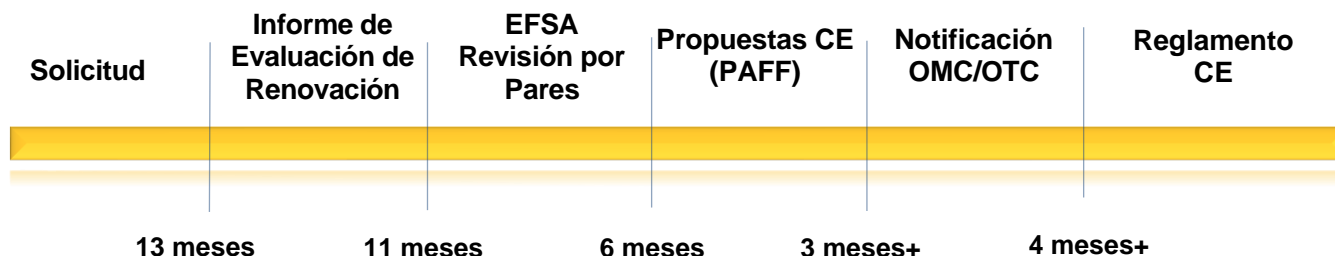 Solicitud
Informe de
Evaluación de
Renovación
EFSA
Revisión por
Pares
Propuestas CE
(PAFF)
Notificación
OMC/OTC
Reglamento
CE
13 meses
11 meses
6 meses
3 meses+
4 meses+